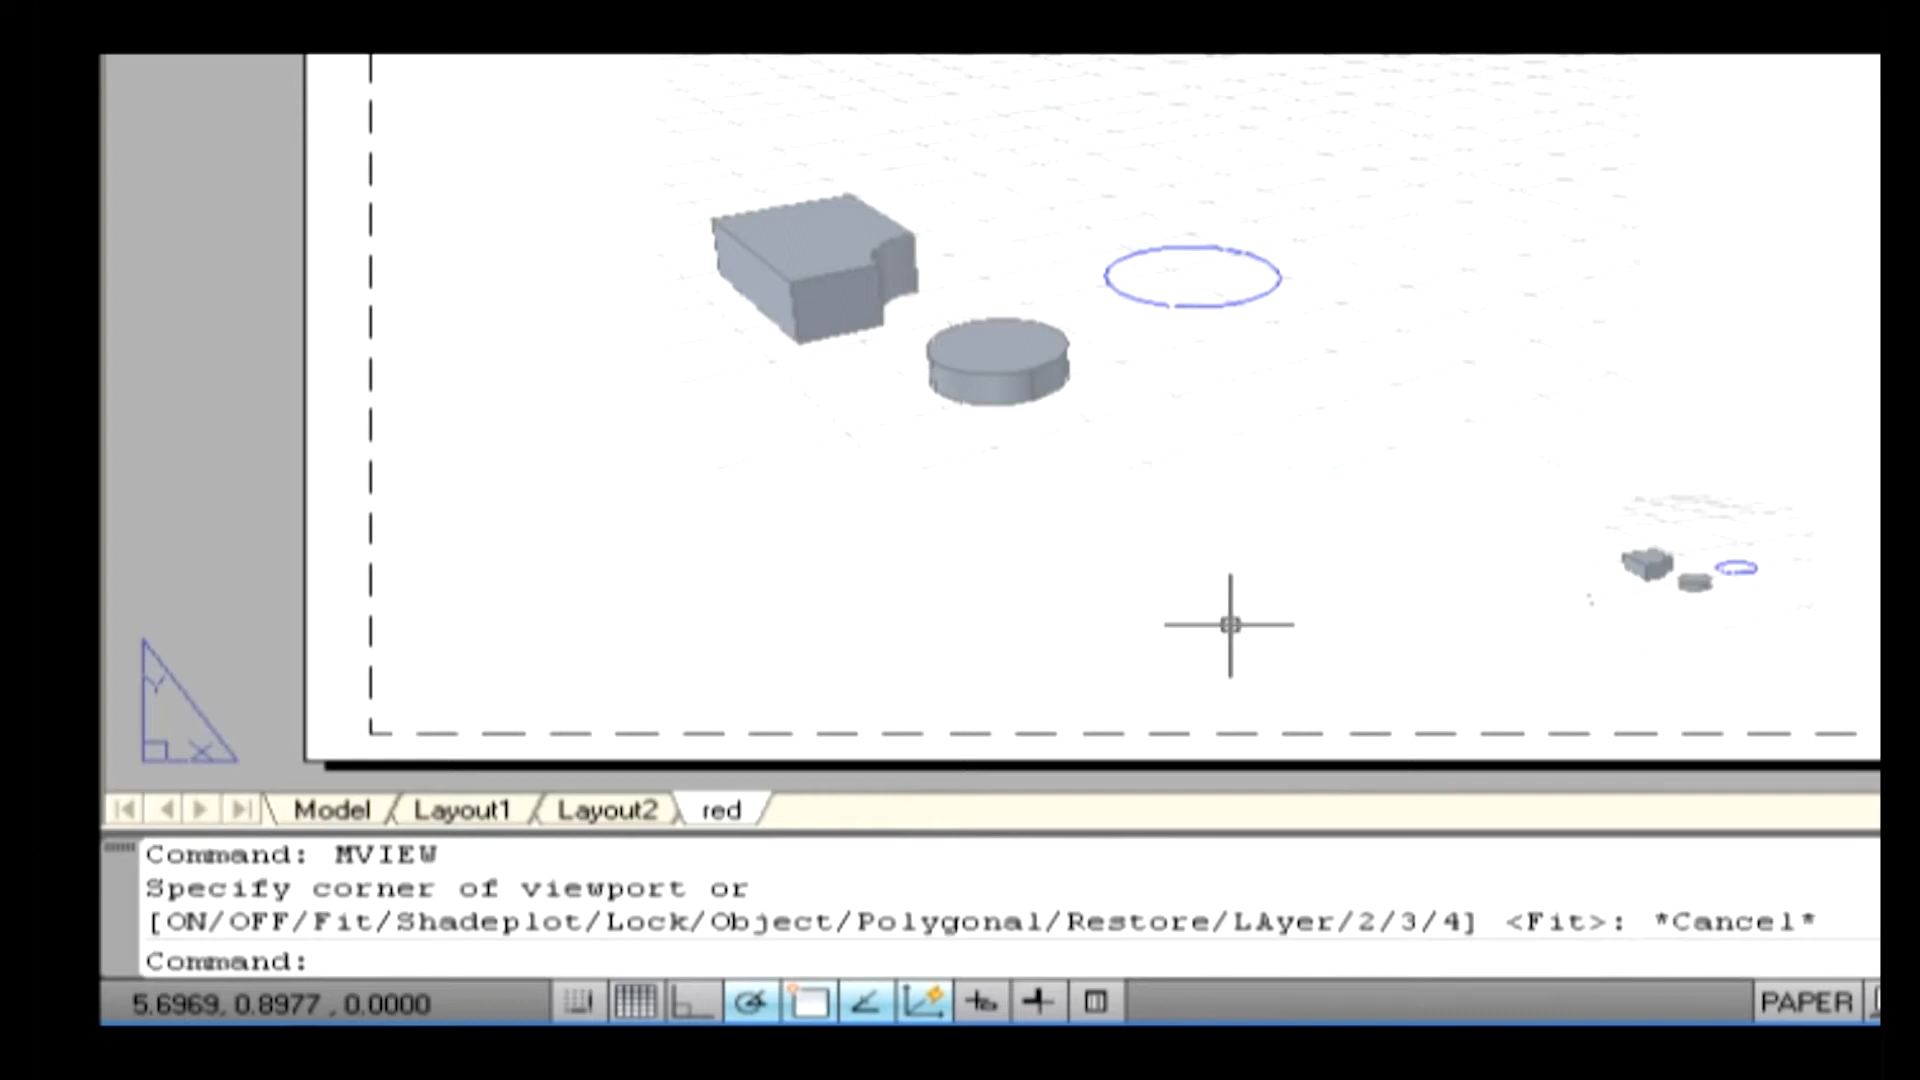 Y
X
Model Layout1 Layout2 red
Command: MVIEW
Specify corner of viewport or
[ON/OFF/Fit/Shadeplot/Lock/Object/Polygonal/Restore/LAyer/2/3/4] <Fit>: *Cancel*
Command:
5.6969, 0.8977 , 0.0000 PAPER